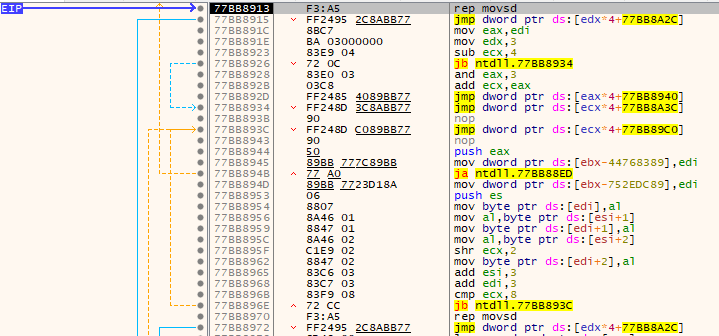 EIP 77BB8913 F3:A5 rep movsd
77BB8915 FF2495 2C8ABB77 jmp dword ptr ds:[edx*4+77BB8A2C]
77BB891C 8BC7 mov eax,edi
77BB891E BA 03000000 mov edx,3
77BB8923 83E9 04 sub ecx,4
77BB8926 72 0C jb ntdll.77BB8934
77BB8928 83E0 03 and eax,3
77BB892B 03C8 add ecx,eax
77BB892D FF2485 4089BB77 jmp dword ptr ds:[eax*4+77BB8940]
77BB8934 FF248D 3C8ABB77 jmp dword ptr ds:[ecx*4+77BB8A3C]
77BB893B 90 nop
77BB893C FF248D C089BB77 jmp dword ptr ds:[ecx*4+77BB89C0]
77BB8943 90 nop
77BB8944 50 push eax
77BB8945 89BB 777C89BB mov dword ptr ds:[ebx-44768389],edi
77BB894B 77 A0 ja ntdll.77BB88ED
77BB894D 89BB 7723D18A mov dword ptr ds:[ebx-752EDC89],edi
77BB8953 06 push es
77BB8954 8807 mov byte ptr ds:[edi],al
77BB8956 8A46 01 mov al,byte ptr ds:[esi+1]
77BB8959 8847 01 mov byte ptr ds:[edi+1],al
77BB895C 8A46 02 mov al,byte ptr ds:[esi+2]
77BB895F C1E9 02 shr ecx,2
77BB8962 8847 02 mov byte ptr ds:[edi+2],al
77BB8965 83C6 03 add esi,3
77BB8968 83C7 03 add edi,3
77BB896B 83F9 08 cmp ecx,8
77BB896E 72 CC jb ntdll.77BB893C
77BB8970 F3:A5 rep movsd
77BB8972 FF2495 2C8ABB77 jmp dword ptr ds:[edx*4+77BB8A2C]